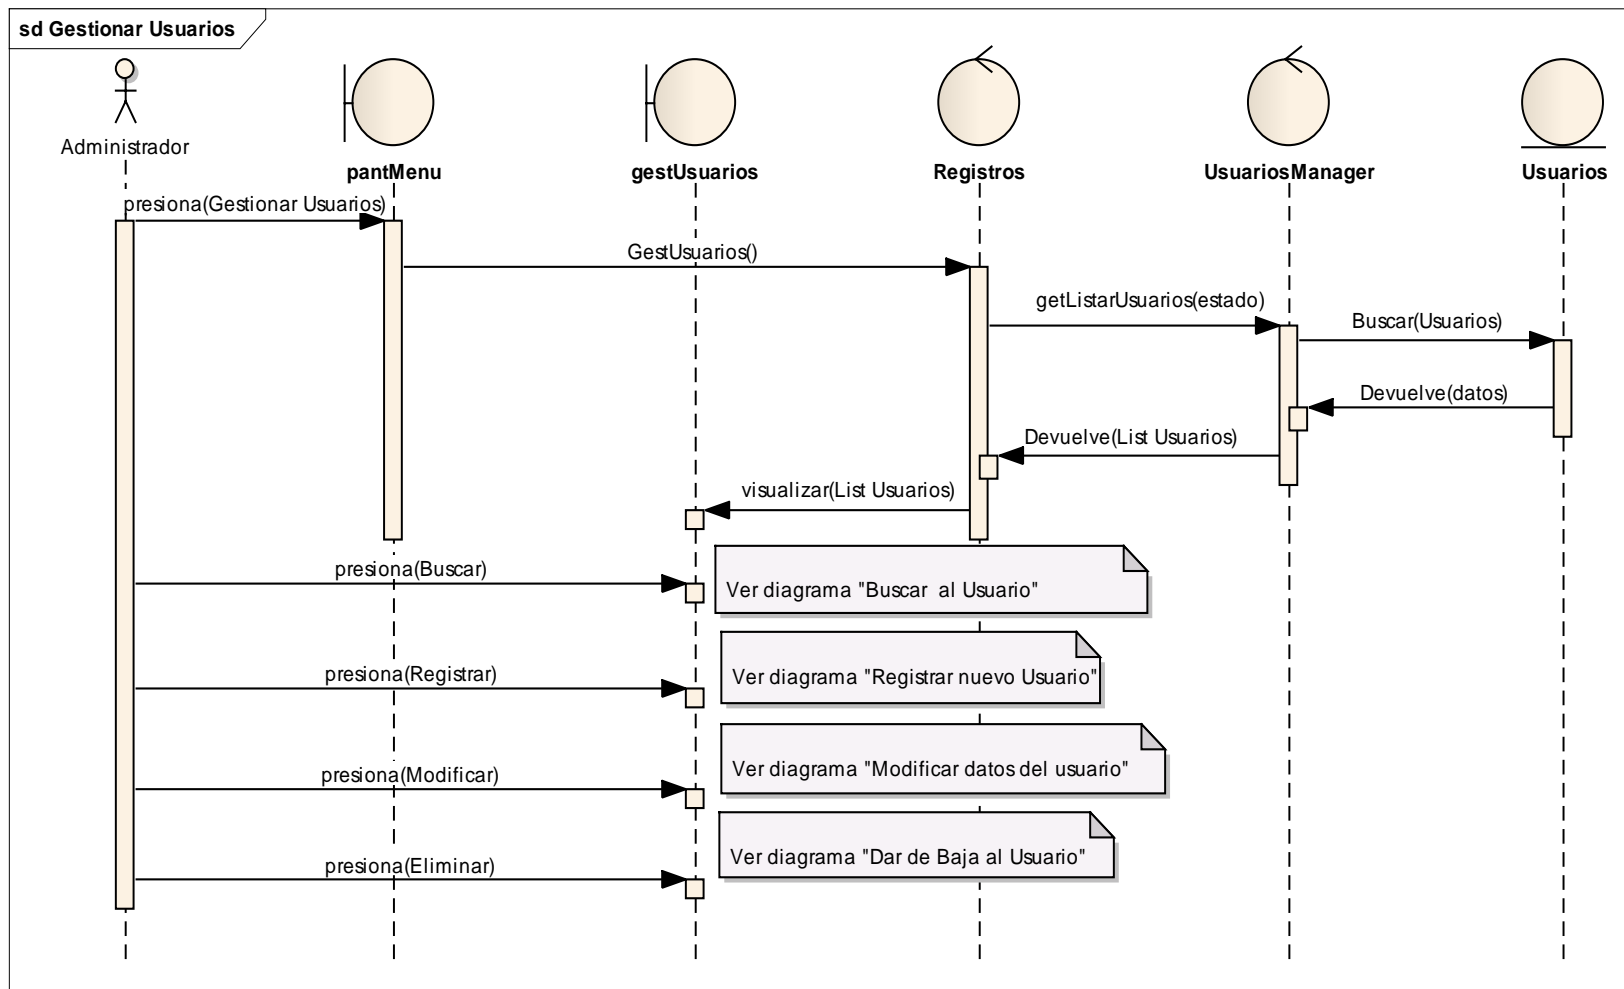 sd Gestionar Usuarios
Administrador
pantMenu
gestUsuarios
Registros
UsuariosManager
Usuarios
presiona(Gestionar Usuarios)
GestUsuarios()
getListarUsuarios(estado)
Buscar(Usuarios)
Devuelve(datos)
Devuelve(List Usuarios)
visualizar(List Usuarios)
presiona(Buscar)
Ver diagrama "Buscar  al Usuario"
presiona(Registrar)
Ver diagrama "Registrar nuevo Usuario"
presiona(Modificar)
Ver diagrama "Modificar datos del usuario"
presiona(Eliminar)
Ver diagrama "Dar de Baja al Usuario"